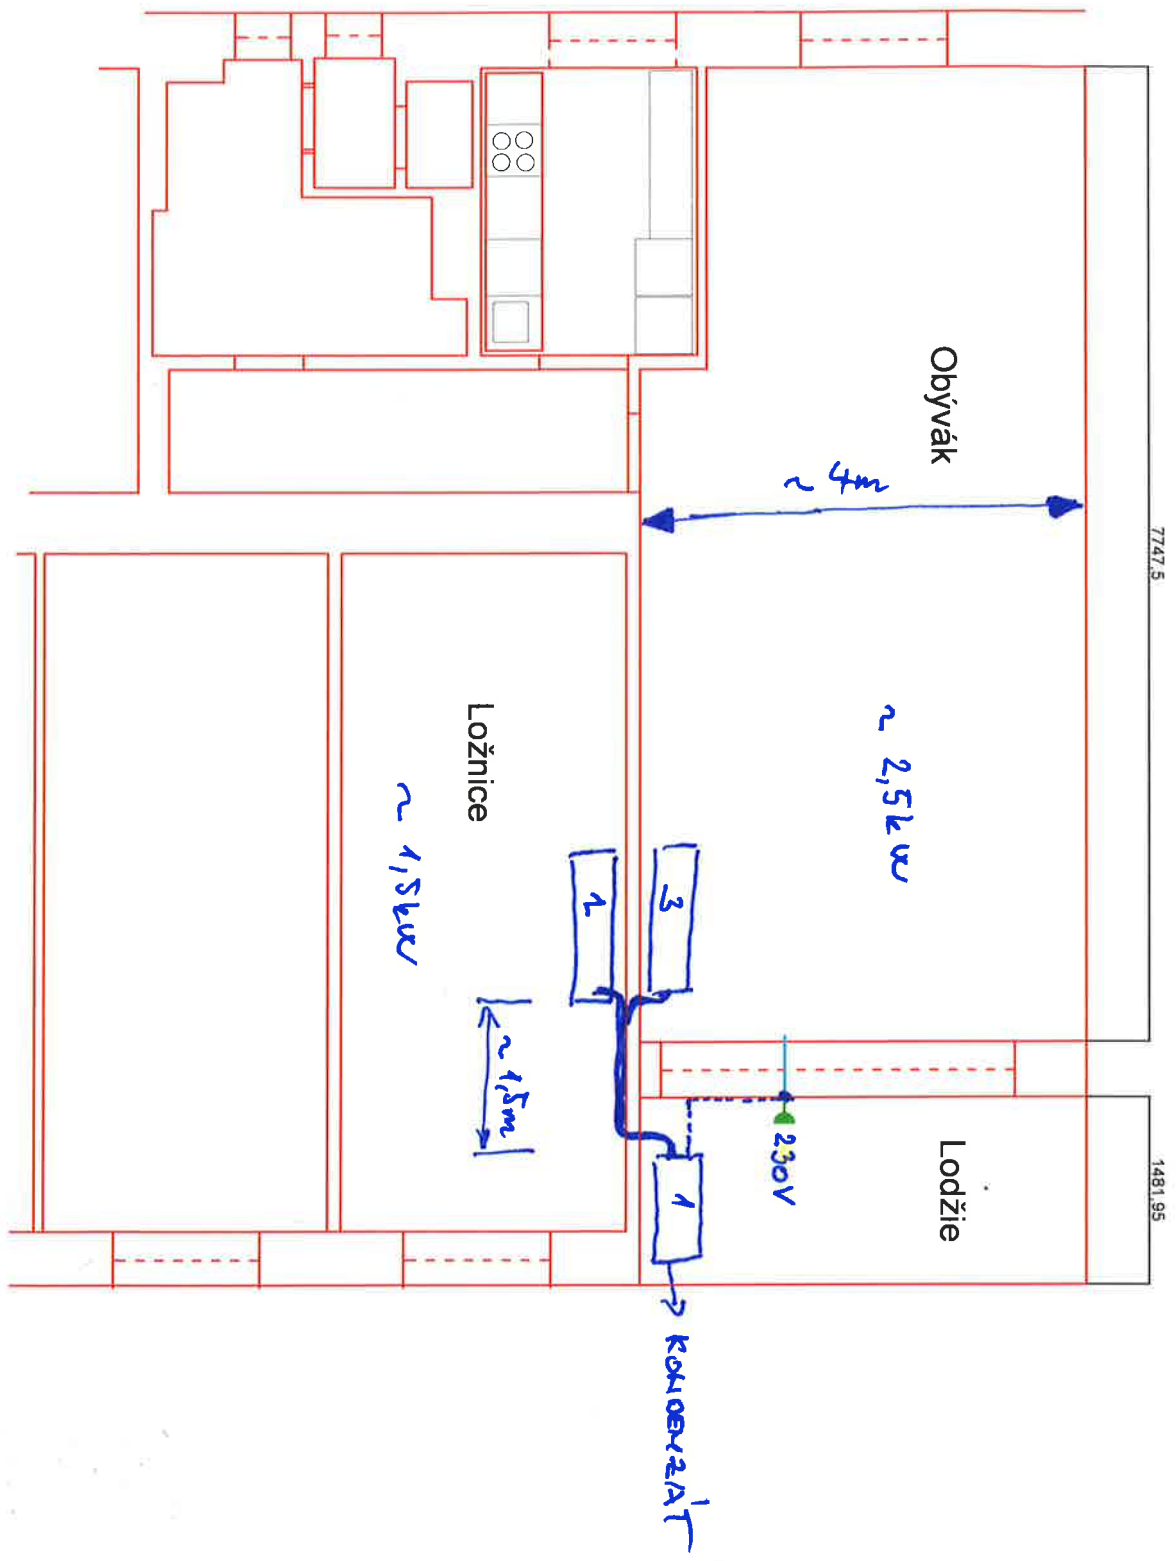 7747.5
1481.95
Obývák
~ 4m
~ 2,5kW
Lodžie
230V
3
1
KONDENZÁT
Ložnice
~ 1,5kW
2
~ 1,5m